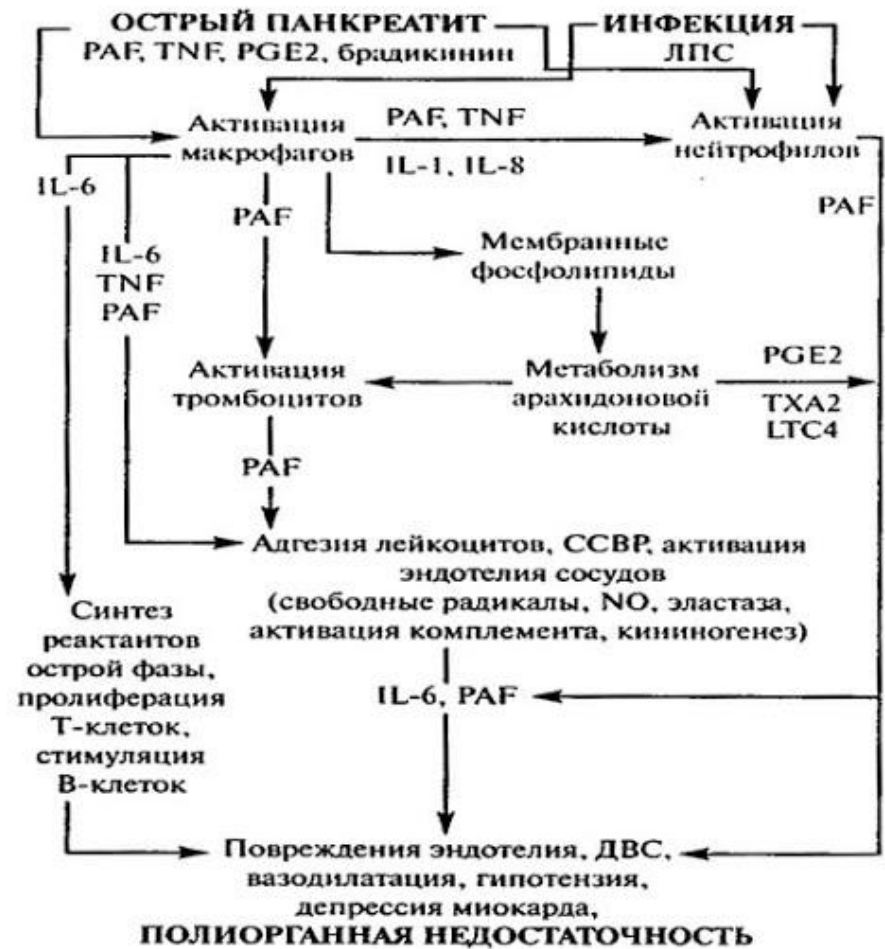 ОСТРЫЙ ПАНКРЕАТИТ
ИНФЕКЦИЯ
PAF, TNF, PGE2, брадикинин
ЛПС
Активация
макрофагов
PAF, TNF
IL-1, IL-8
Активация
нейтрофилов
IL-6
PAF
PAF
IL-6
TNF
PAF
Мембранные
фосфолипиды
Активация
тромбоцитов
Метаболизм
арахидоновой
кислоты
PGE2
TXA2
LTC4
PAF
Адгезия лейкоцитов, ССВР, активация
эндотелия сосудов
(свободные радикалы, NO, эластаза,
активация комплемента, кининогенез)
Синтез
реактантов
острой фазы,
пролиферация
Т-клеток,
стимуляция
В-клеток
IL-6, PAF
Повреждения эндотелия, ДВС,
вазодилатация, гипотензия,
депрессия миокарда,
ПОЛИОРГАННАЯ НЕДОСТАТОЧНОСТЬ